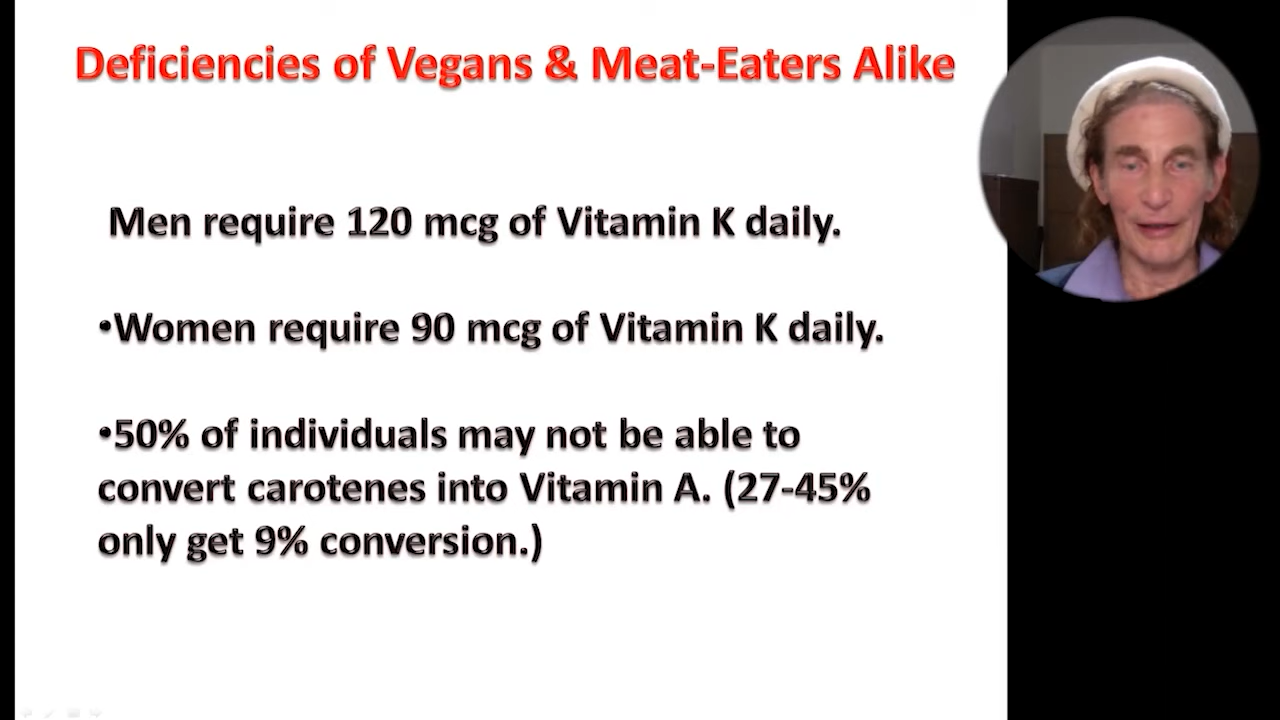 Deficiencies of Vegans & Meat-Eaters Alike
Men require 120 mcg of Vitamin K daily.
•Women require 90 mcg of Vitamin K daily.
•50% of individuals may not be able to
convert carotenes into Vitamin A. (27-45%
only get 9% conversion.)